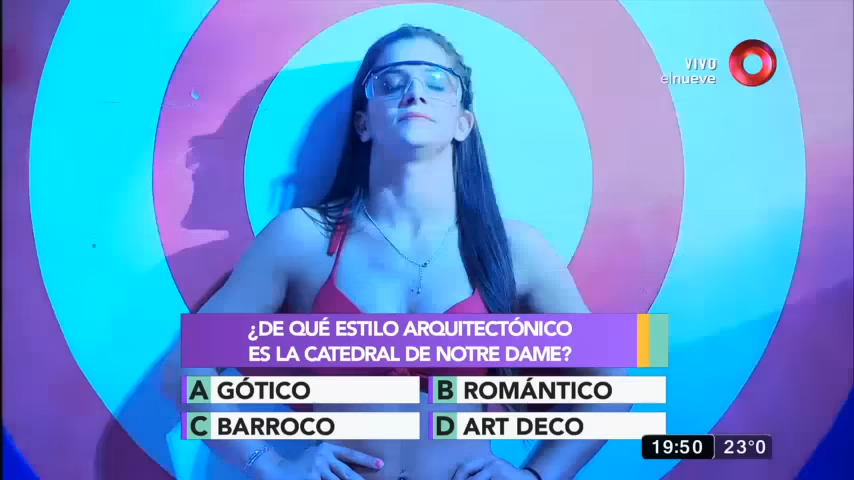 VIVO
elnueve
¿DE QUÉ ESTILO ARQUITECTÓNICO
ES LA CATEDRAL DE NOTRE DAME?
A GÓTICO
B ROMÁNTICO
C BARROCO
D ART DECO
19:50 23°0